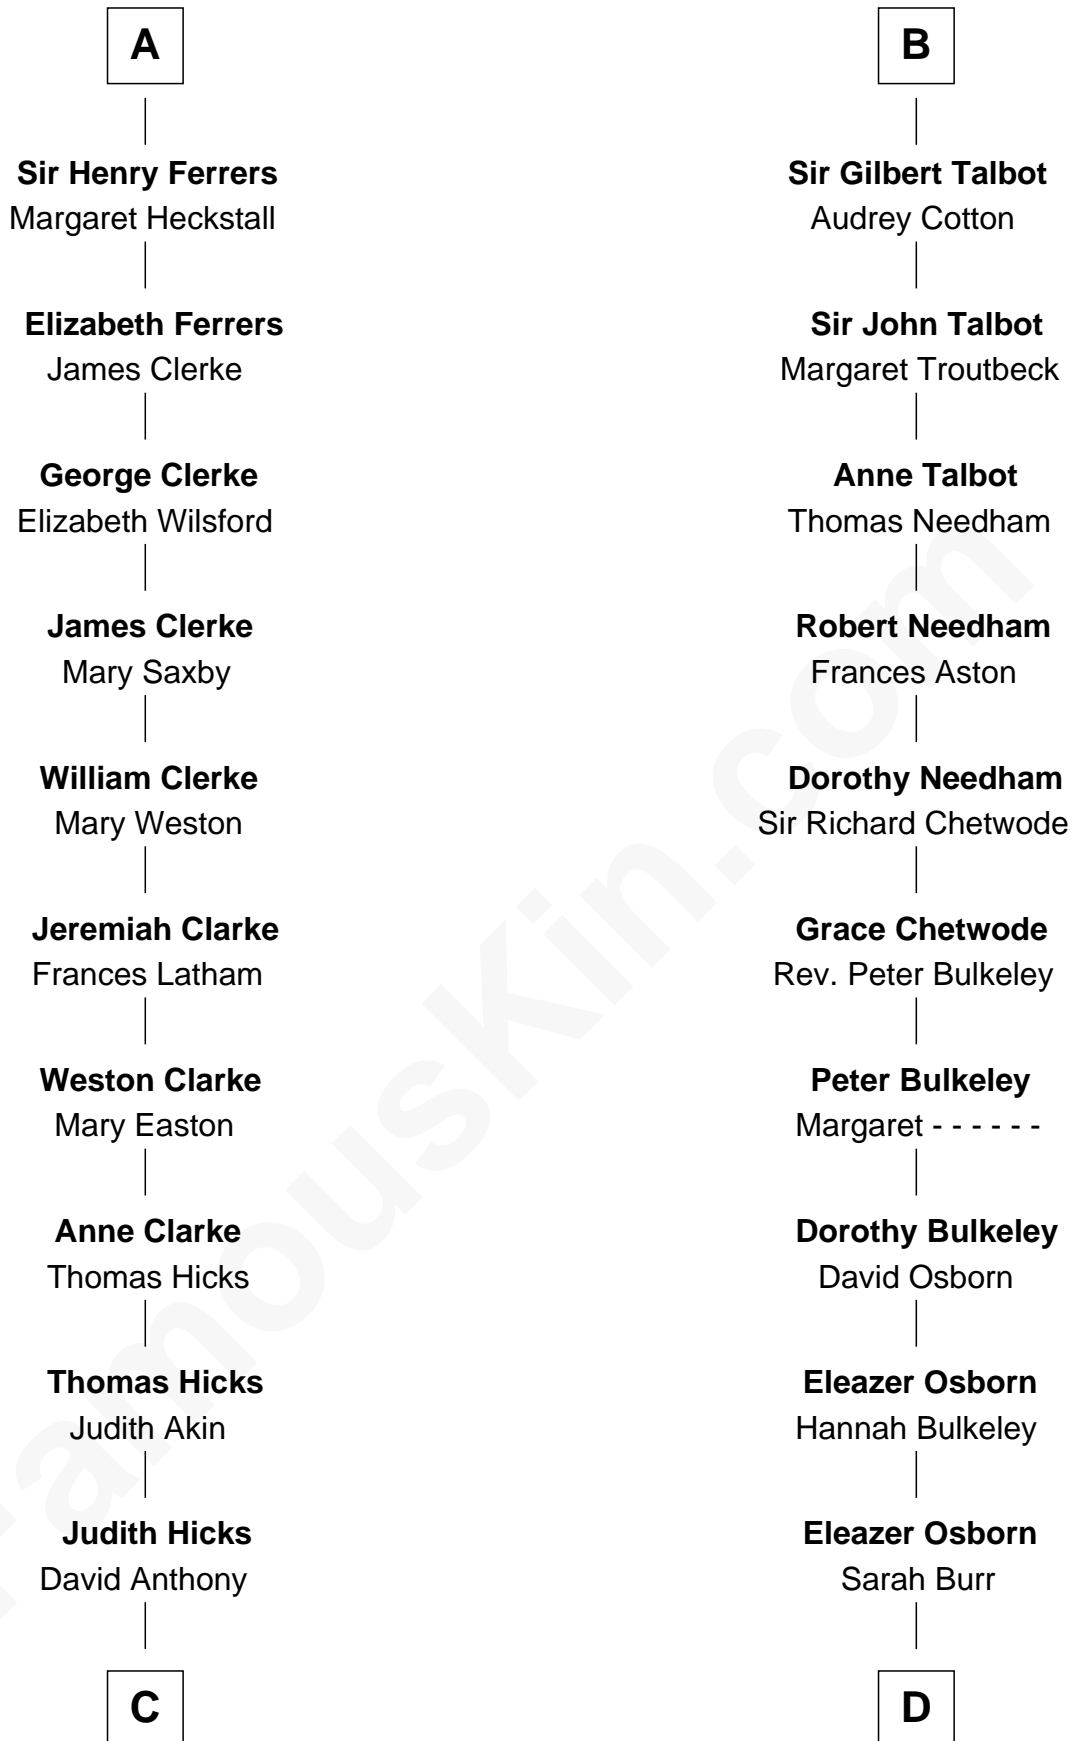 A
Sir Henry Ferrers
Margaret Heckstall
Elizabeth Ferrers
James Clerke
George Clerke
Elizabeth Wilsford
James Clerke
Mary Saxby
William Clerke
Mary Weston
Jeremiah Clarke
Frances Latham
Weston Clarke
Mary Easton
Anne Clarke
Thomas Hicks
Thomas Hicks
Judith Akin
Judith Hicks
David Anthony
C
B
Sir Gilbert Talbot
Audrey Cotton
Sir John Talbot
Margaret Troutbeck
Anne Talbot
Thomas Needham
Robert Needham
Frances Aston
Dorothy Needham
Sir Richard Chetwode
Grace Chetwode
Rev. Peter Bulkeley
Peter Bulkeley
Margaret - - - - - -
Dorothy Bulkeley
David Osborn
Eleazer Osborn
Hannah Bulkeley
Eleazer Osborn
Sarah Burr
D
FamousKin.com